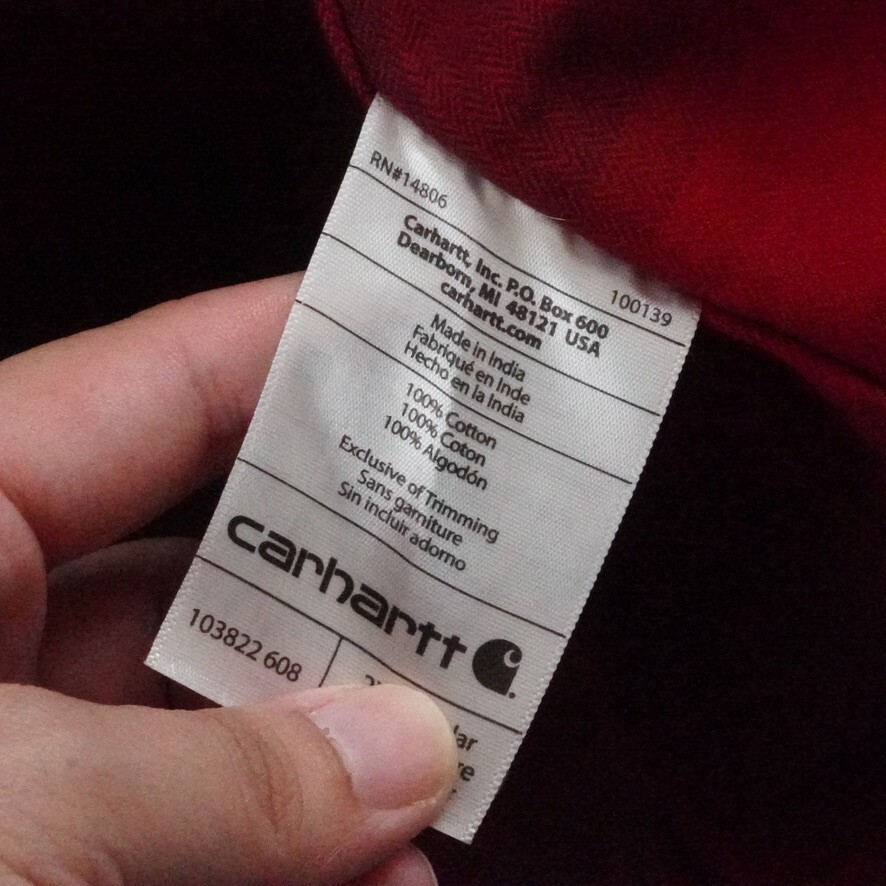 RN#14806
100139
Carhartt, Inc. P.O. Box 600
Dearborn, MI 48121 USA
carhartt.com
Made in India
Fabriqué en Inde
Hecho en la India
100% Cotton
100% Coton
100% Algodón
Exclusive of Trimming
Sans garniture
Sin incluir adorno
carhartt
103822 608